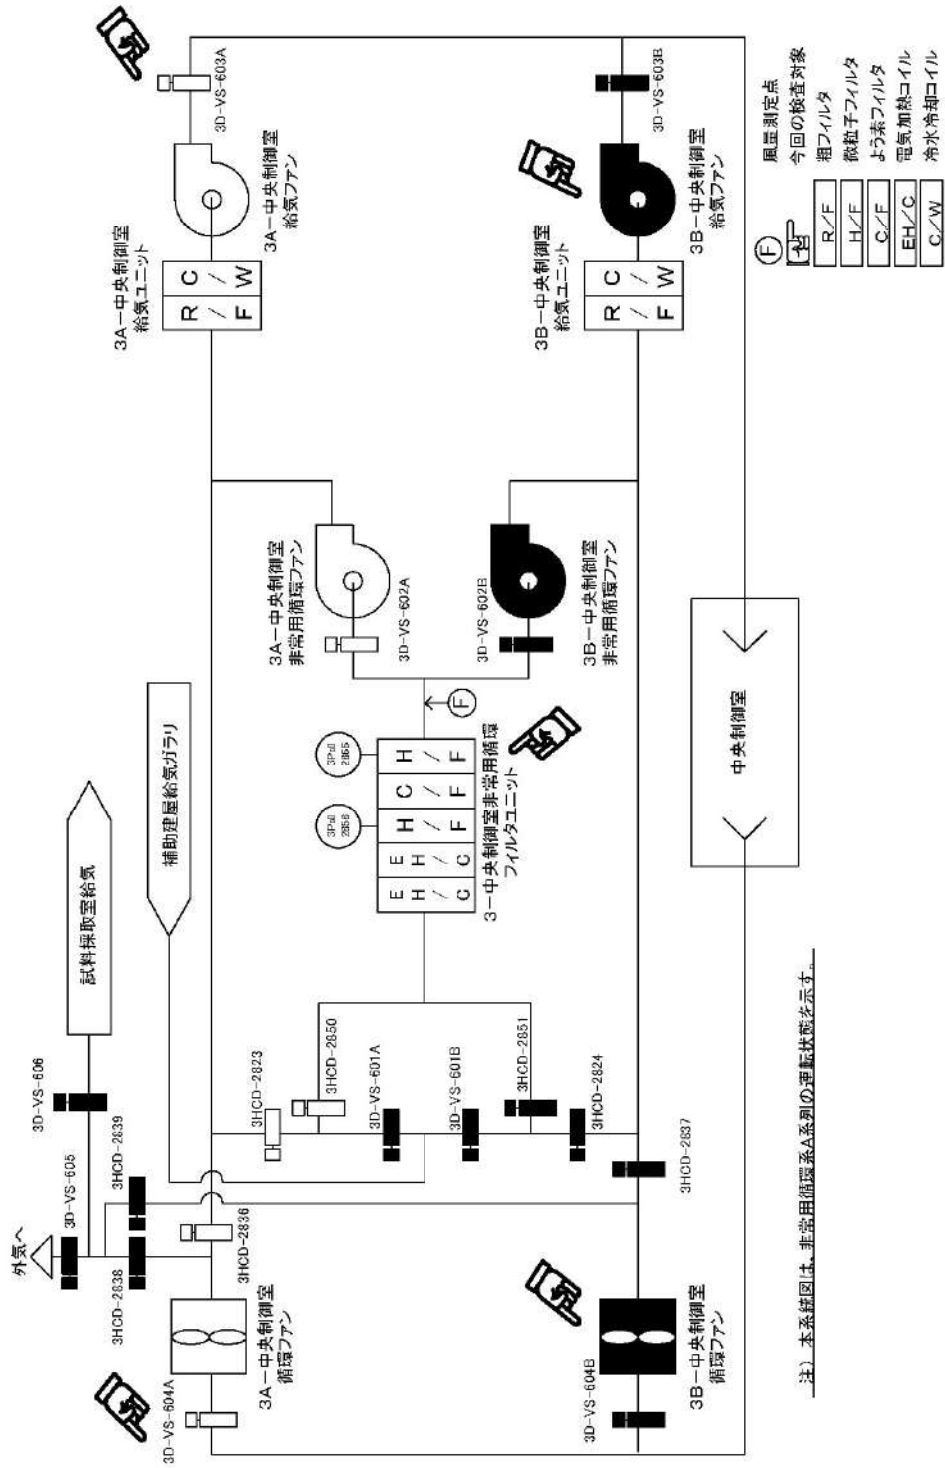 外気へ
3D-VS-606
3D-VS-605
試料採取室給気
3HCD-2838
3HCD-2839
3A－中央制御室
給気ユニット
3D-VS-604A
補助建屋給気ガラリ
R/F
C/W
3D-VS-603A
3HCD-2836
3HCD-2823
3A－中央制御室
循環ファン
3A－中央制御室
非常用循環ファン
3A－中央制御室
給気ファン
3HCD-2850
3D-VS-601A
EH/C
EH/C
H/F
C/F
H/F
3D-VS-602A
3D-VS-601B
F
3－中央制御室非常用循環
フィルタユニット
3D-VS-602B
3HCD-2851
3B－中央制御室
給気ユニット
3D-VS-604B
3HCD-2824
3B－中央制御室
非常用循環ファン
R/F
C/W
3D-VS-603B
3HCD-2837
3B－中央制御室
循環ファン
3B－中央制御室
給気ファン
中央制御室
F 風量測定点
今回の検査対象
R/F 粗フィルタ
H/F 微粒子フィルタ
C/F よう素フィルタ
EH/C 電気加熱コイル
C/W 冷水冷却コイル
注）本系統図は、非常用循環系A系列の運転状態を示す。